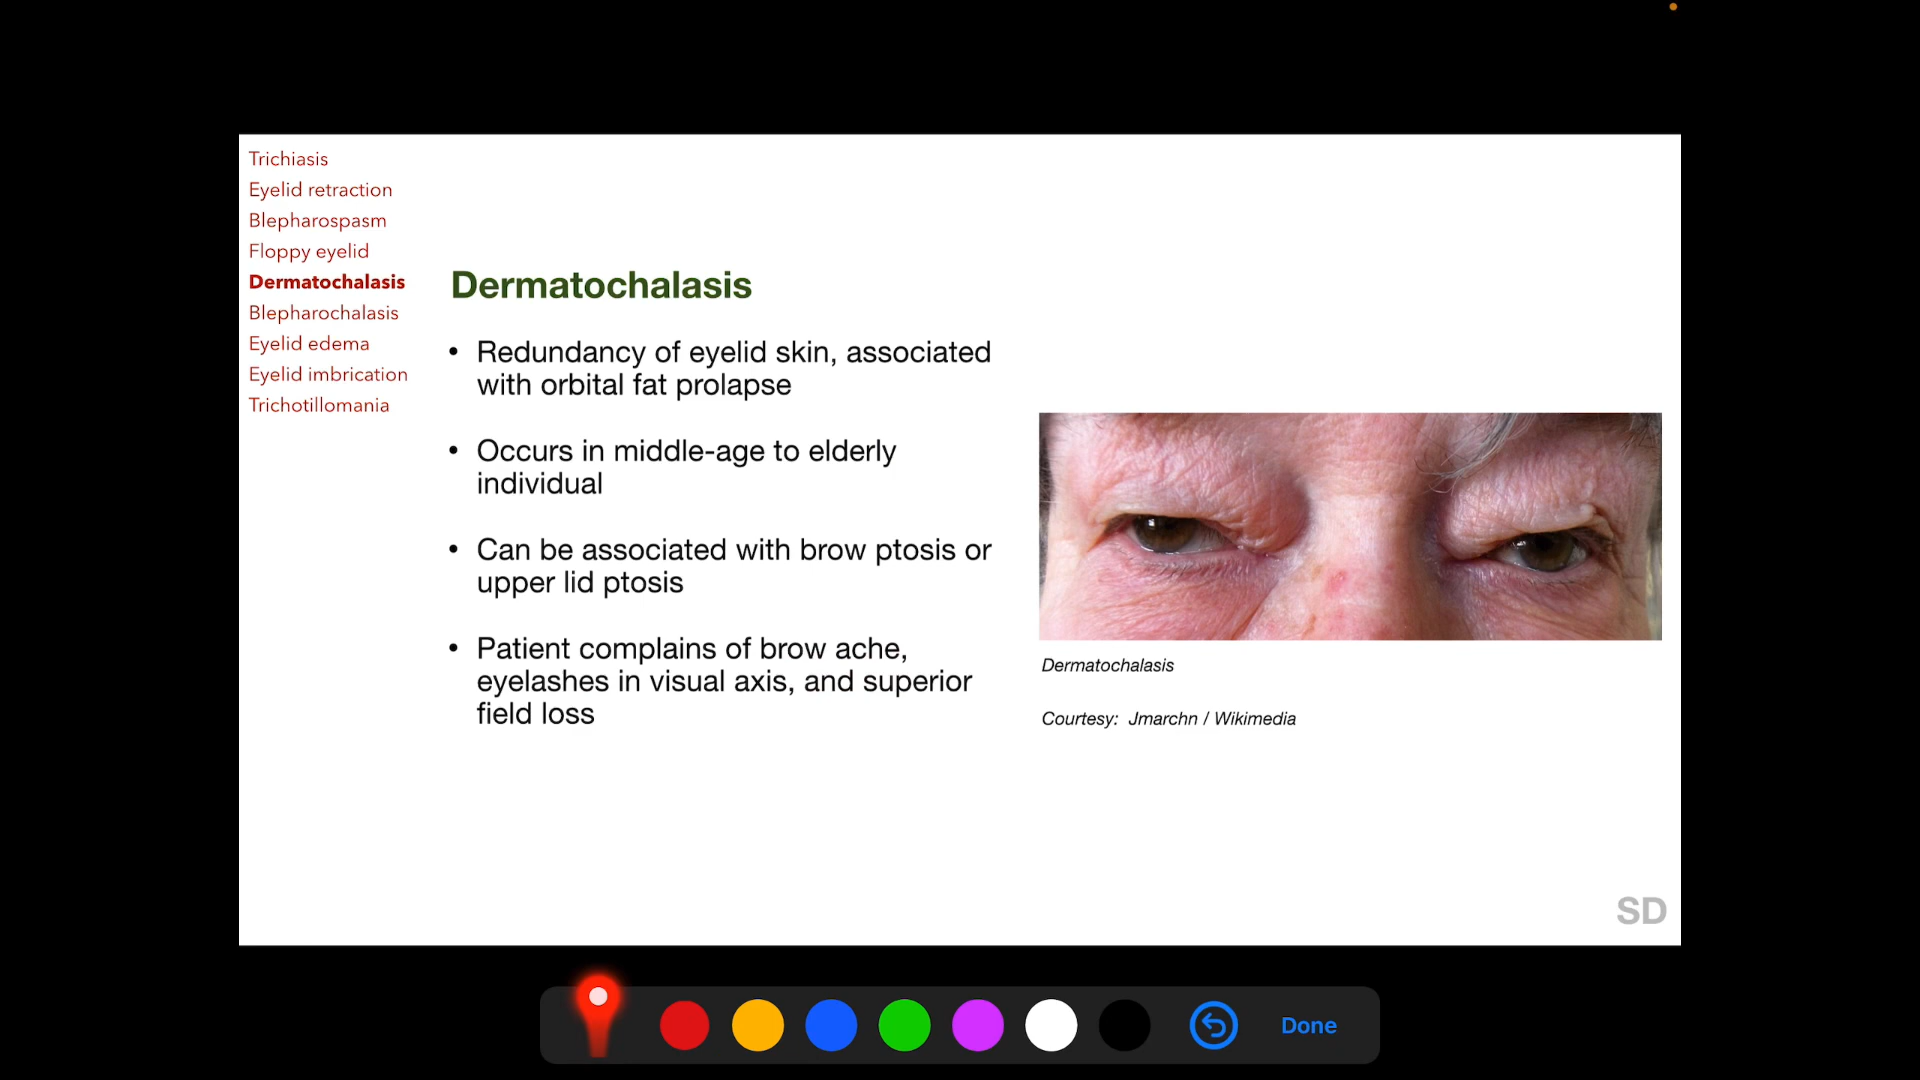 Trichiasis
Eyelid retraction
Blepharospasm
Floppy eyelid
Dermatochalasis
Blepharochalasis
Eyelid edema
Eyelid imbrication
Trichotillomania
Dermatochalasis
• Redundancy of eyelid skin, associated
with orbital fat prolapse
• Occurs in middle-age to elderly
individual
• Can be associated with brow ptosis or
upper lid ptosis
• Patient complains of brow ache,
eyelashes in visual axis, and superior
field loss
Dermatochalasis
Courtesy: Jmarchn / Wikimedia
SD
Done